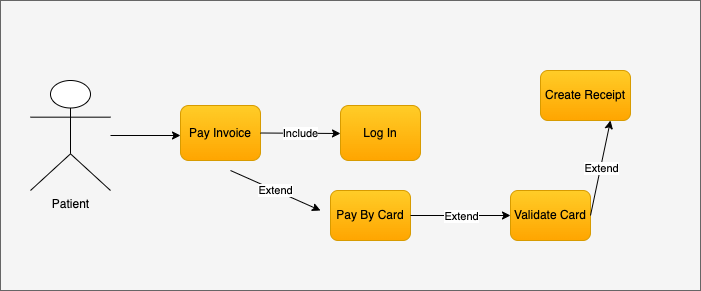 Create Receipt
Pay Invoice
Include
Log In
Extend
Extend
Patient
Pay By Card
Extend
Validate Card